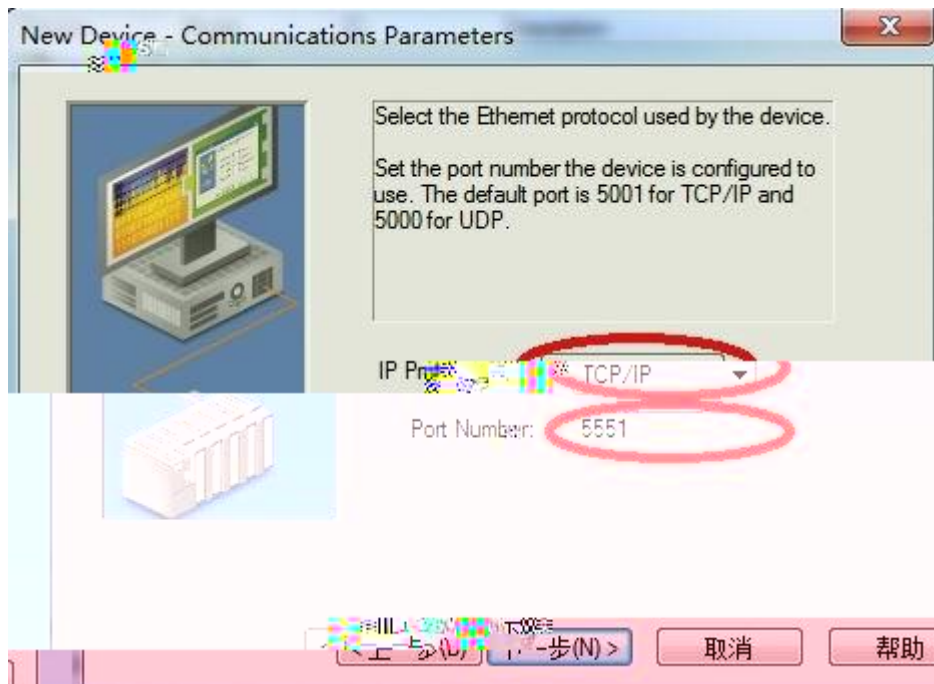 New Device - Communications Parameters
Select the Ethernet protocol used by the device.
Set the port number the device is configured to
use. The default port is 5001 for TCP/IP and
5000 for UDP.
IP
TCP/IP
Port Number:
5551
步(N) >
取消
帮助